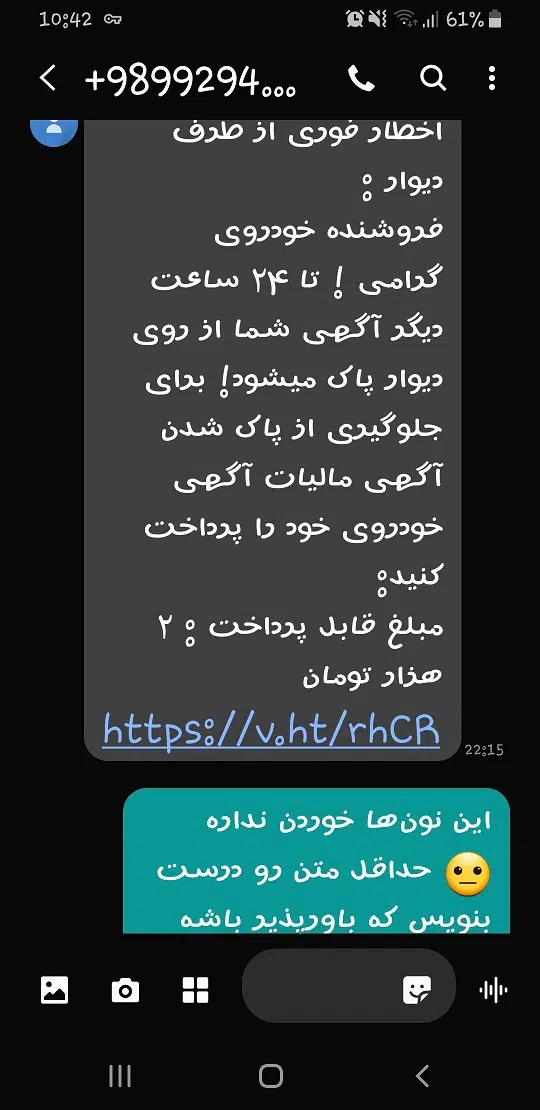 10:42
61%
+9899294...
اخطار فوری از طرف
دیوار :
فروشنده خودروی
گرامی ! تا ۲۴ ساعت
دیگر آگهی شما از روی
دیوار پاک میشود! برای
جلوگیری از پاک شدن
آگهی مالیات آگهی
خودروی خود را پرداخت
کنید:
مبلغ قابل پرداخت : ۲
هزار تومان
https://v.ht/rhCR
22:15
این نون‌ها خوردن نداره
😐 حداقل متن رو درست
بنویس که باورپذیر باشه